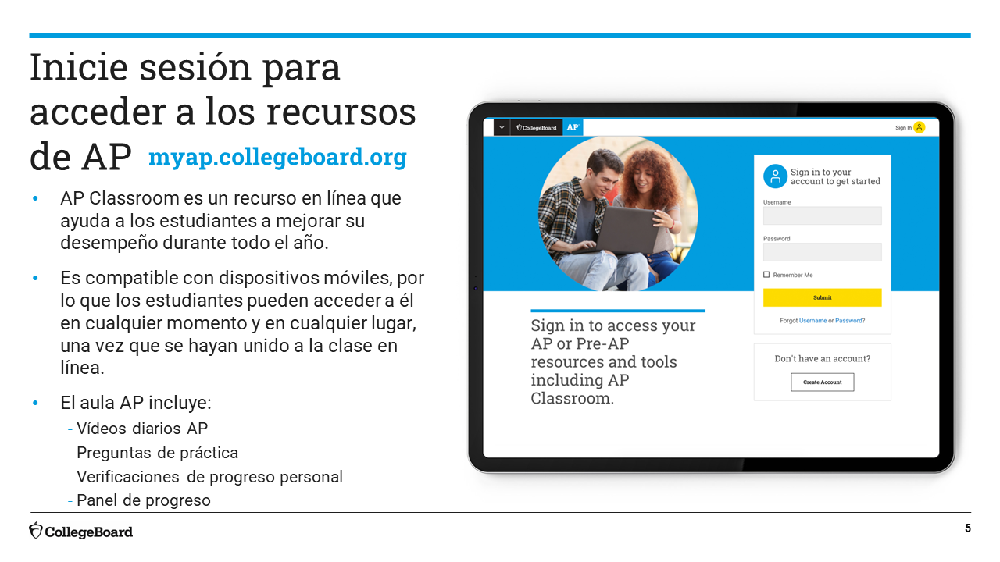 Inicie sesión para
acceder a los recursos
de AP myap.collegeboard.org
• AP Classroom es un recurso en línea que
ayuda a los estudiantes a mejorar su
desempeño durante todo el año.
• Es compatible con dispositivos móviles, por
lo que los estudiantes pueden acceder a él
en cualquier momento y en cualquier lugar,
una vez que se hayan unido a la clase en
línea.
• El aula AP incluye:
- Vídeos diarios AP
- Preguntas de práctica
- Verificaciones de progreso personal
- Panel de progreso
CollegeBoard AP
Sign In
Sign in to your
account to get started
Username
Password
Remember Me
Submit
Forgot Username or Password?
Don't have an account?
Create Account
Sign in to access your
AP or Pre-AP
resources and tools
including AP
Classroom.
CollegeBoard
5